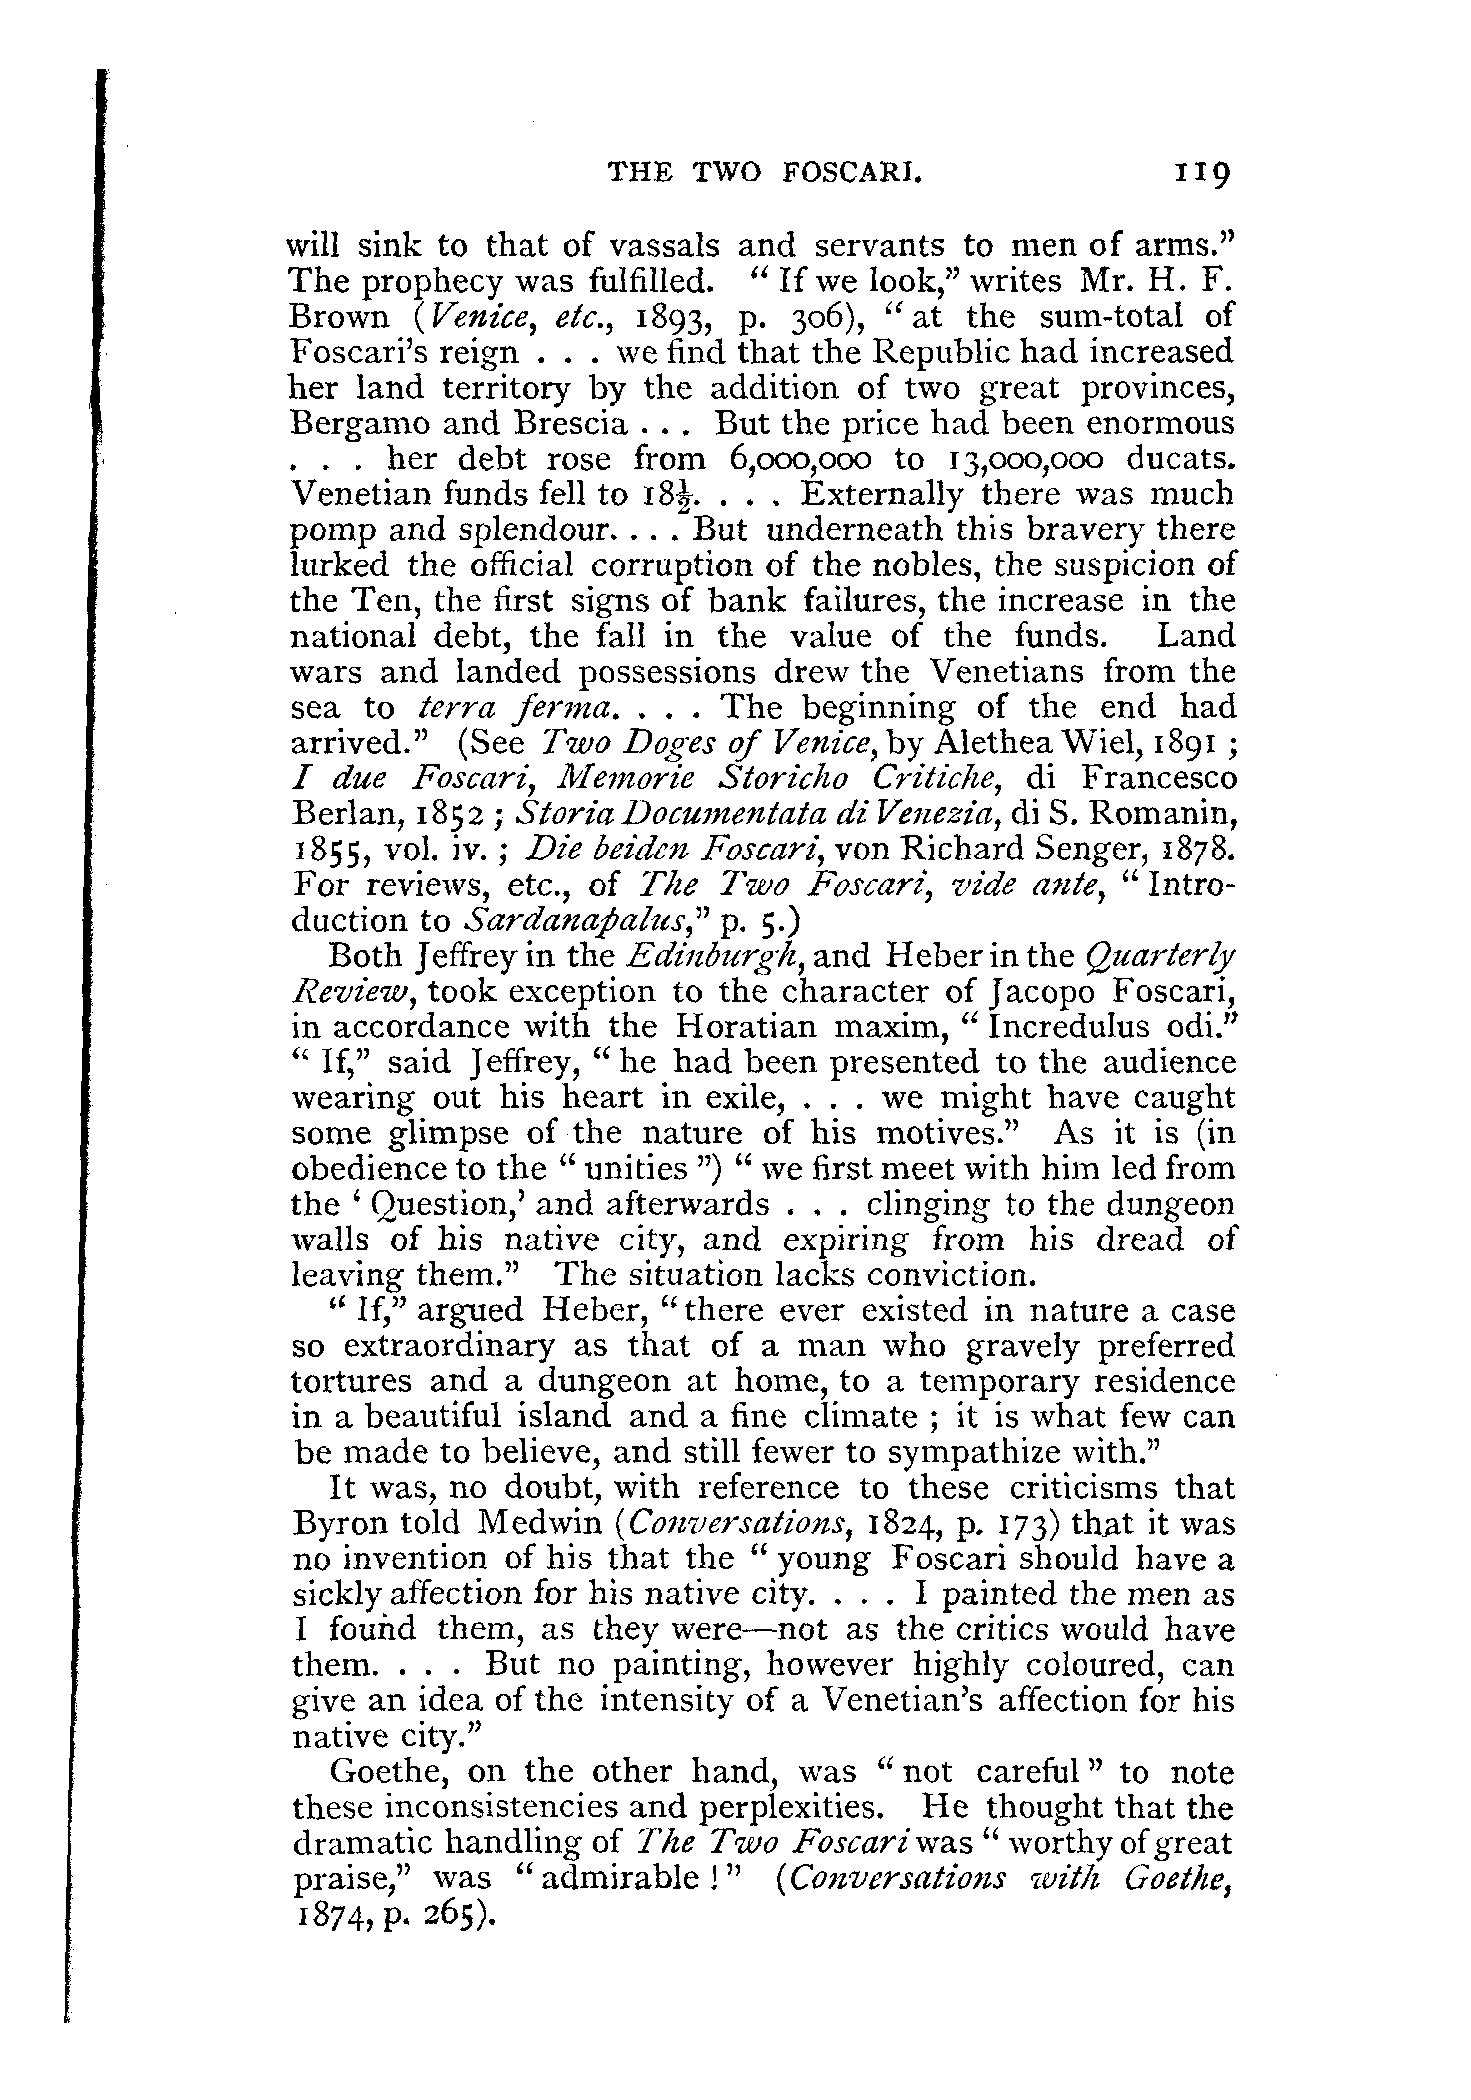 THE TWO FOSCARI. 119
will sink to that of vassals and servants to men of arms."
The prophecy was fulfilled. "If we look," writes Mr. H. F.
Brown (Venice, etc., 1893, p. 306), "at the sum-total of
Foscari's reign . . . we find that the Republic had increased
her land territory by the addition of two great provinces,
Bergamo and Brescia . . . But the price had been enormous
. . . her debt rose from 6,000,000 to 13,000,000 ducats.
Venetian funds fell to 18½. . . . Externally there was much
pomp and splendour. . . . But underneath this bravery there
lurked the official corruption of the nobles, the suspicion of
the Ten, the first signs of bank failures, the increase in the
national debt, the fall in the value of the funds. Land
wars and landed possessions drew the Venetians from the
sea to terra ferma. . . . The beginning of the end had
arrived." (See Two Doges of Venice, by Alethea Wiel, 1891 ;
I due Foscari, Memorie Storicho Critiche, di Francesco
Berlan, 1852 ; Storia Documentata di Venezia, di S. Romanin,
1855, vol. iv. ; Die beiden Foscari, von Richard Senger, 1878.
For reviews, etc., of The Two Foscari, vide ante, "Intro-
duction to Sardanapalus," p. 5.)
Both Jeffrey in the Edinburgh, and Heber in the Quarterly
Review, took exception to the character of Jacopo Foscari,
in accordance with the Horatian maxim, "Incredulus odi."
"If," said Jeffrey, "he had been presented to the audience
wearing out his heart in exile, . . . we might have caught
some glimpse of the nature of his motives." As it is (in
obedience to the "unities") "we first meet with him led from
the 'Question,' and afterwards . . . clinging to the dungeon
walls of his native city, and expiring from his dread of
leaving them." The situation lacks conviction.
"If," argued Heber, "there ever existed in nature a case
so extraordinary as that of a man who gravely preferred
tortures and a dungeon at home, to a temporary residence
in a beautiful island and a fine climate ; it is what few can
be made to believe, and still fewer to sympathize with."
It was, no doubt, with reference to these criticisms that
Byron told Medwin (Conversations, 1824, p. 173) that it was
no invention of his that the "young Foscari should have a
sickly affection for his native city. . . . I painted the men as
I found them, as they were—not as the critics would have
them. . . . But no painting, however highly coloured, can
give an idea of the intensity of a Venetian's affection for his
native city."
Goethe, on the other hand, was "not careful" to note
these inconsistencies and perplexities. He thought that the
dramatic handling of The Two Foscari was "worthy of great
praise," was "admirable !" (Conversations with Goethe,
1874, p. 265).